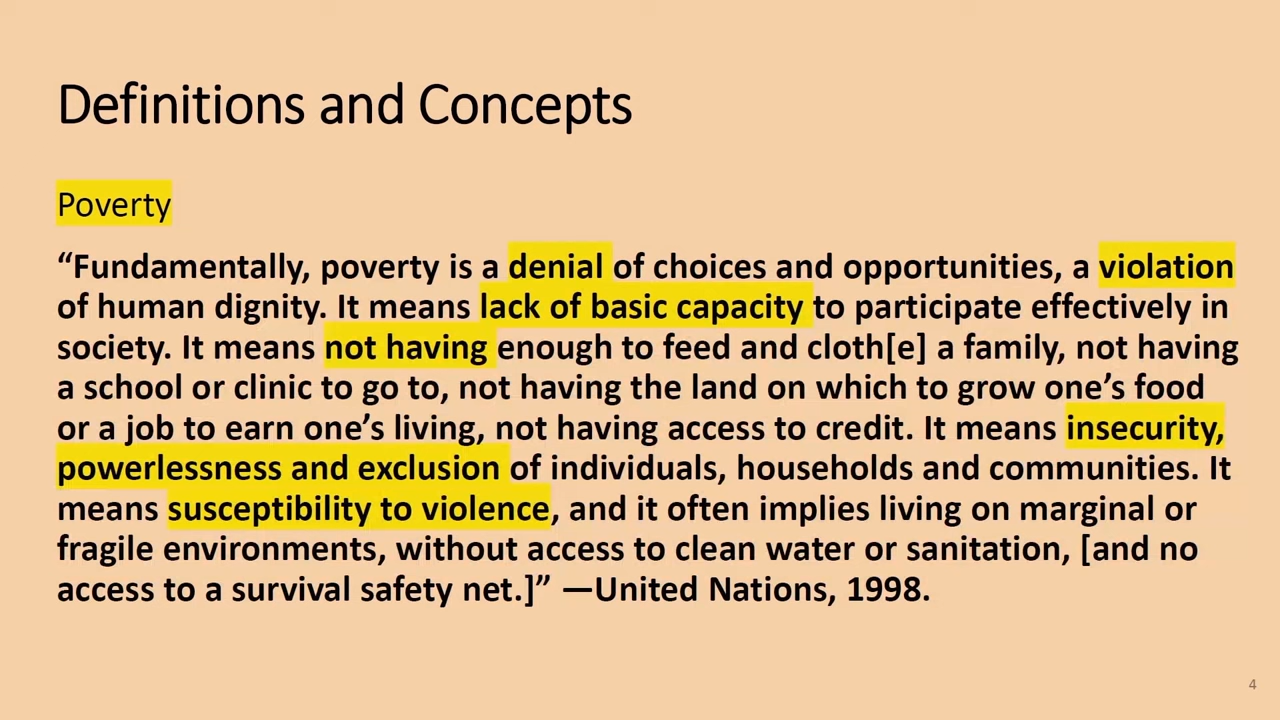 Definitions and Concepts
Poverty
“Fundamentally, poverty is a denial of choices and opportunities, a violation
of human dignity. It means lack of basic capacity to participate effectively in
society. It means not having enough to feed and cloth[e] a family, not having
a school or clinic to go to, not having the land on which to grow one’s food
or a job to earn one’s living, not having access to credit. It means insecurity,
powerlessness and exclusion of individuals, households and communities. It
means susceptibility to violence, and it often implies living on marginal or
fragile environments, without access to clean water or sanitation, [and no
access to a survival safety net.]” —United Nations, 1998.
4